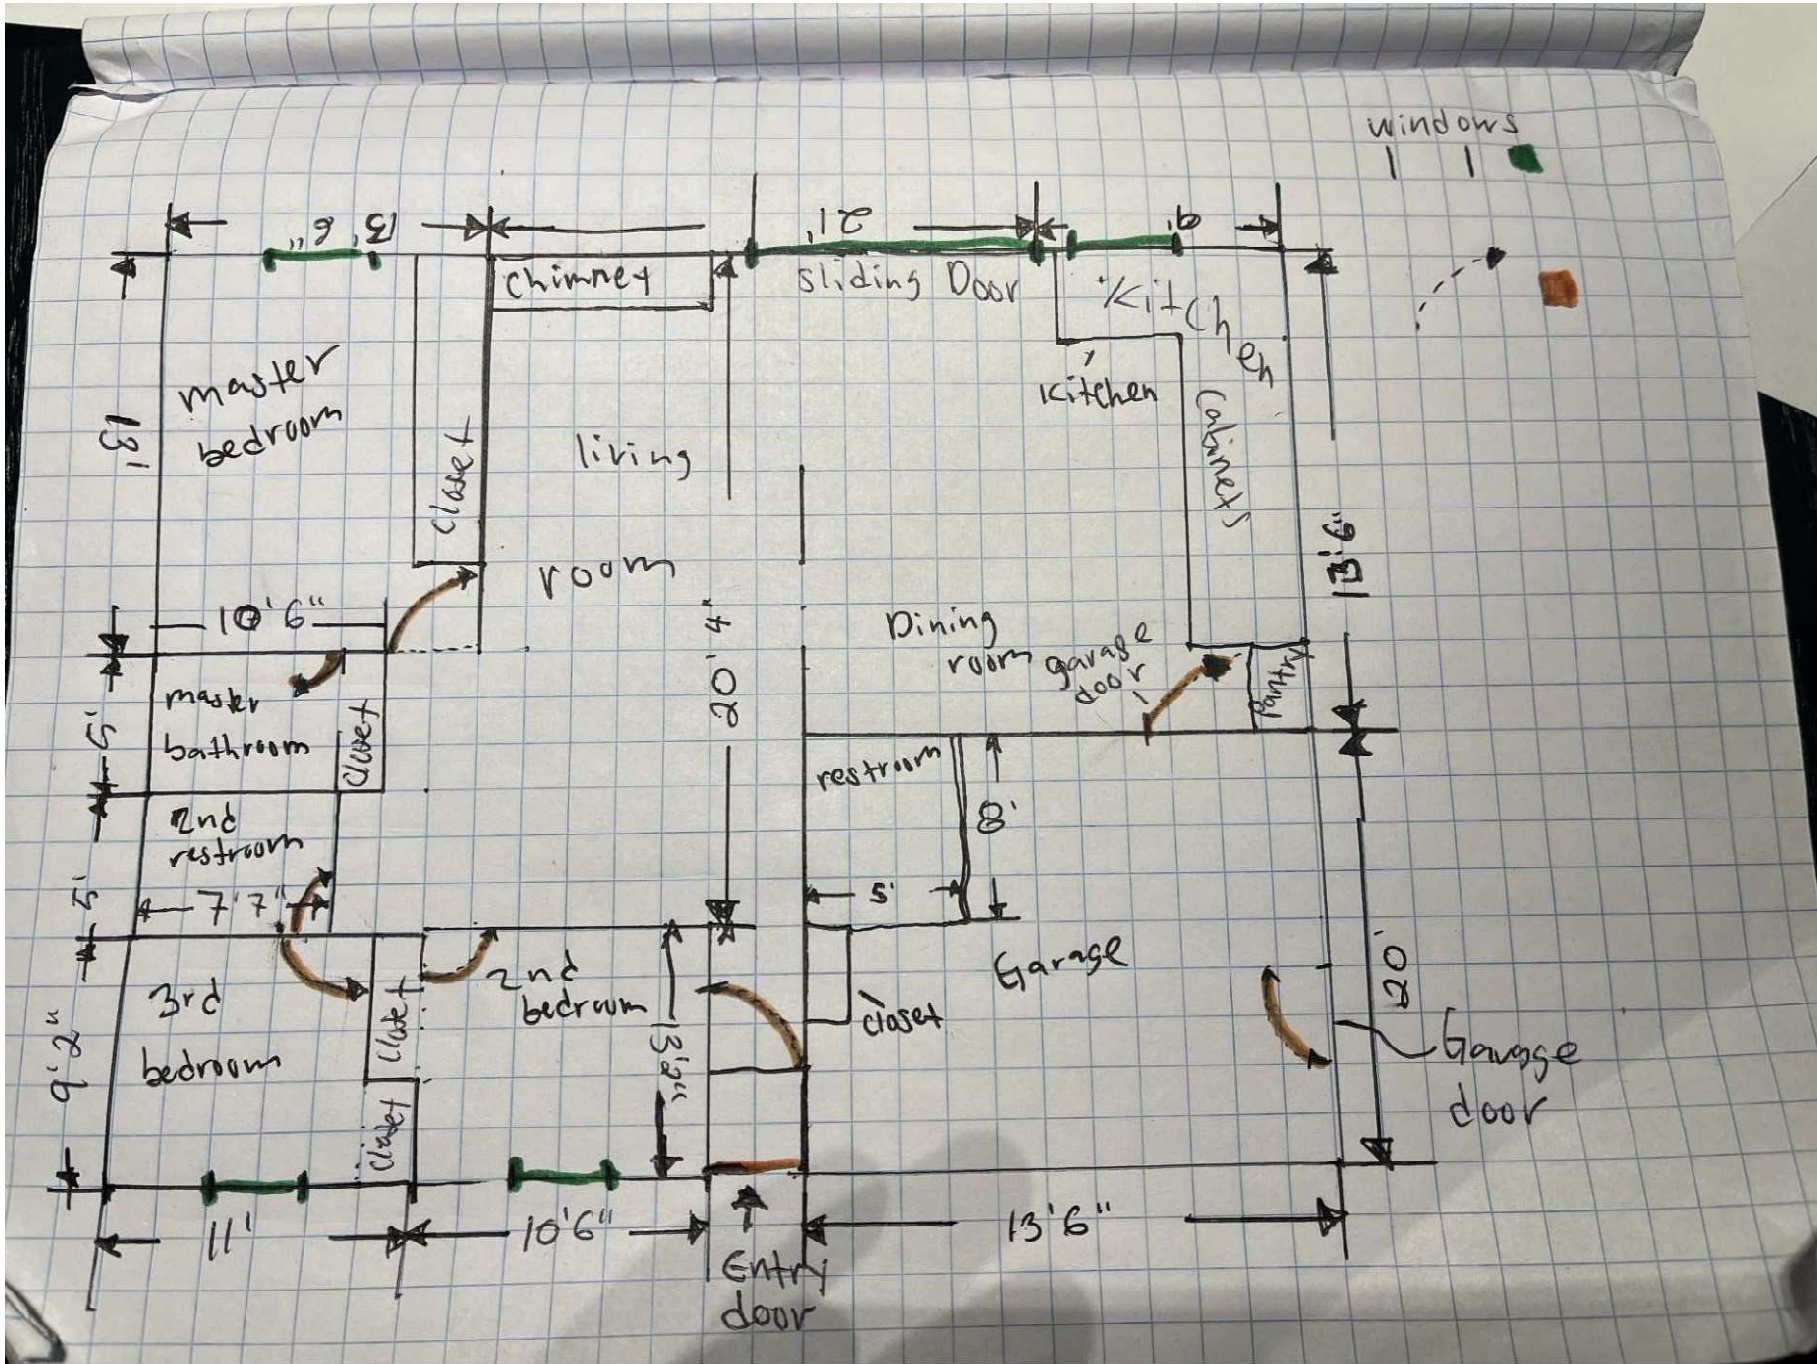 windows
13' 6"
21'
9'
chimney
sliding Door
Kitchen
Kitchen
Cabinets
master
bedroom
closet
13'
living
room
13'6"
10'6"
20'4"
Dining
room
garage
door
Pantry
master
bathroom
closet
5'
restroom
8'
2nd
restroom
5'
7'7"
5'
20'
Garage
closet
2nd
bedroom
13'2"
3rd
bedroom
closet
closet
9'2"
Garage
door
11'
10'6"
Entry
door
13'6"